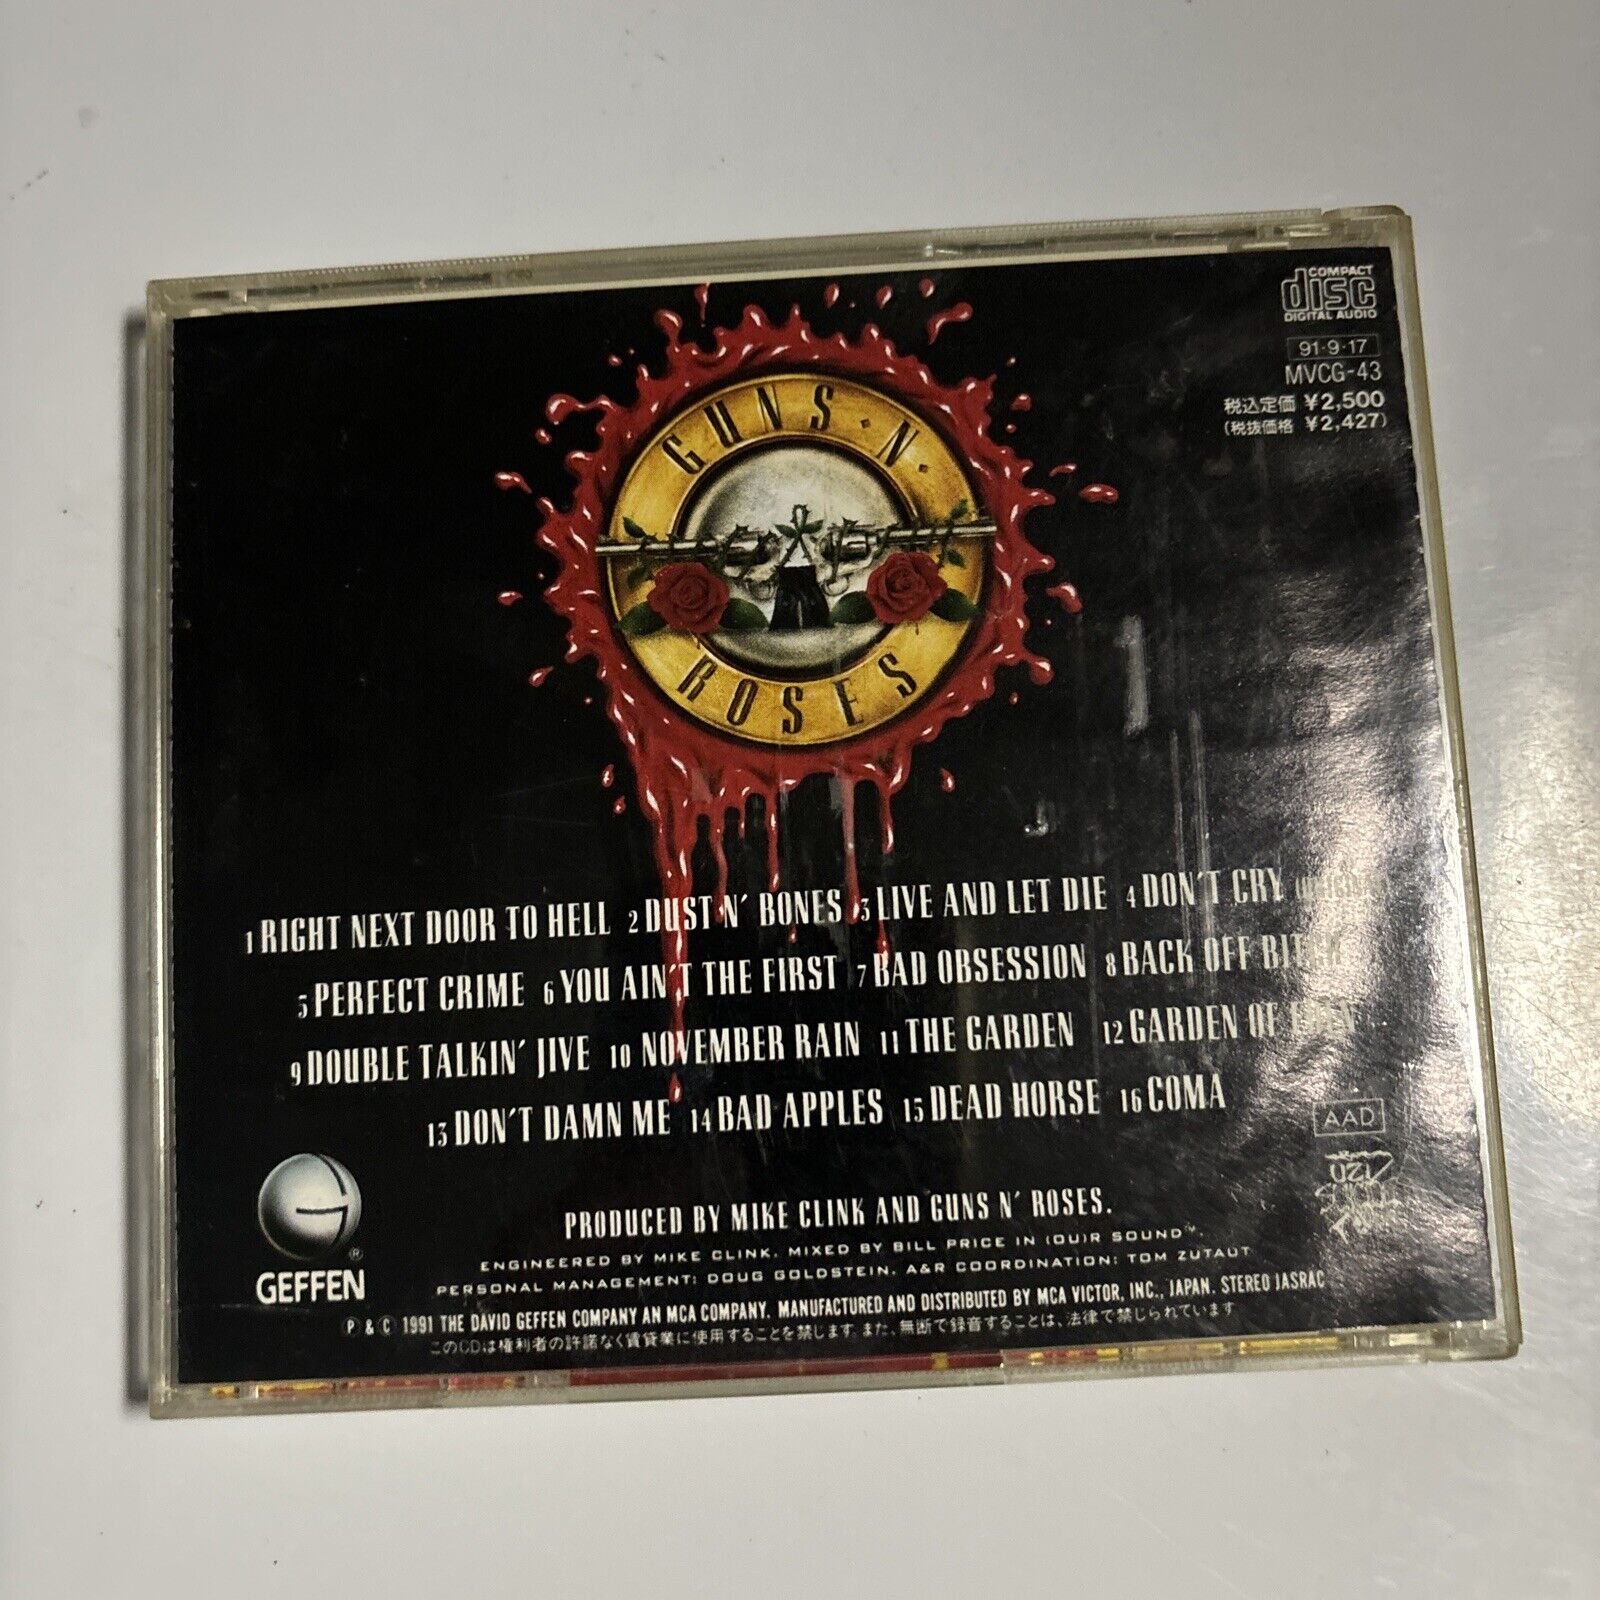 COMPACT
disc
DIGITAL AUDIO
91·9·17
MVCG-43
税込定価 ¥2,500
(税抜価格 ¥2,427)
GUNS·N·
ROSES
1 RIGHT NEXT DOOR TO HELL 2 DUST N' BONES 3 LIVE AND LET DIE 4 DON'T CRY
5 PERFECT CRIME 6 YOU AIN'T THE FIRST 7 BAD OBSESSION 8 BACK OFF BITCH
9 DOUBLE TALKIN' JIVE 10 NOVEMBER RAIN 11 THE GARDEN 12 GARDEN OF EDEN
13 DON'T DAMN ME 14 BAD APPLES 15 DEAD HORSE 16 COMA
AAD
PRODUCED BY MIKE CLINK AND GUNS N' ROSES.
ENGINEERED BY MIKE CLINK. MIXED BY BILL PRICE IN (OU)R SOUND™.
PERSONAL MANAGEMENT: DOUG GOLDSTEIN. A&R COORDINATION: TOM ZUTAUT
G ®
GEFFEN
Ⓟ & © 1991 THE DAVID GEFFEN COMPANY AN MCA COMPANY. MANUFACTURED AND DISTRIBUTED BY MCA VICTOR, INC., JAPAN. STEREO JASRAC
このCDは権利者の許諾なく賃貸業に使用することを禁じます。また、無断で録音することは、法律で禁じられています